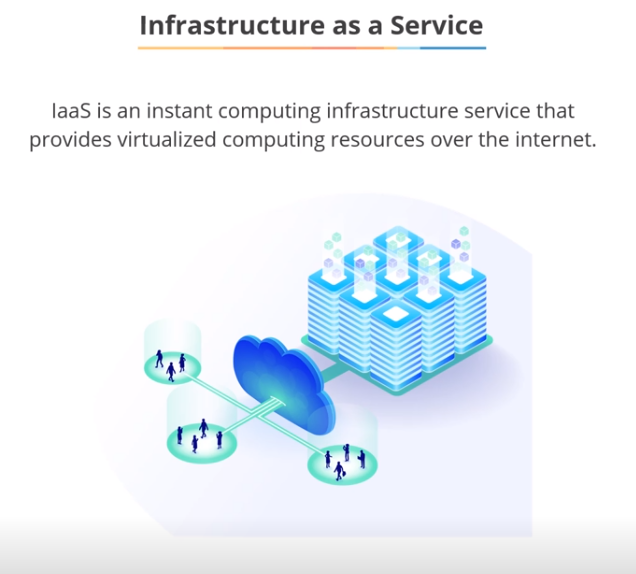 Infrastructure as a Service
IaaS is an instant computing infrastructure service that
provides virtualized computing resources over the internet.